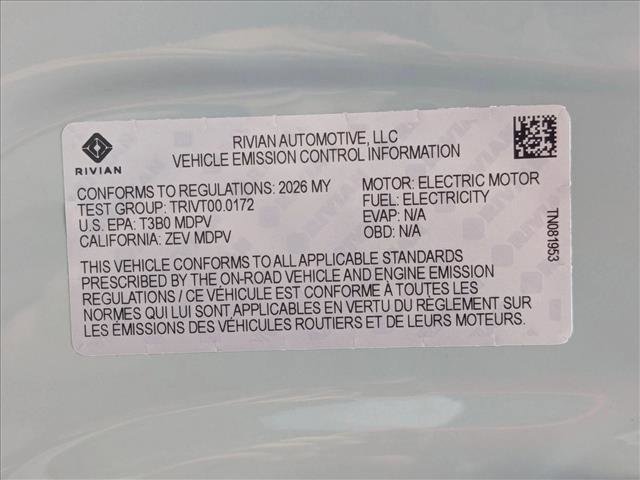 RIVIAN
RIVIAN AUTOMOTIVE, LLC
VEHICLE EMISSION CONTROL INFORMATION
CONFORMS TO REGULATIONS: 2026 MY
TEST GROUP: TRIVT00.0172
U.S. EPA: T3B0 MDPV
CALIFORNIA: ZEV MDPV
MOTOR: ELECTRIC MOTOR
FUEL: ELECTRICITY
EVAP: N/A
OBD: N/A
TN081953
THIS VEHICLE CONFORMS TO ALL APPLICABLE STANDARDS
PRESCRIBED BY THE ON-ROAD VEHICLE AND ENGINE EMISSION
REGULATIONS / CE VÉHICULE EST CONFORME À TOUTES LES
NORMES QUI LUI SONT APPLICABLES EN VERTU DU RÈGLEMENT SUR
LES ÉMISSIONS DES VÉHICULES ROUTIERS ET DE LEURS MOTEURS.